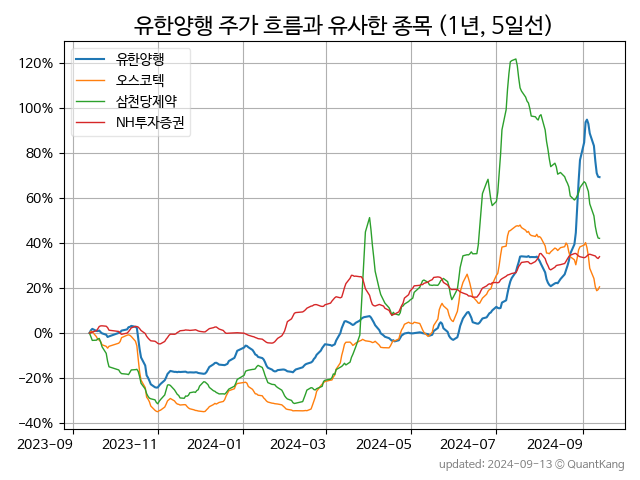 유한양행 주가 흐름과 유사한 종목 (1년, 5일선)
유한양행
오스코텍
삼천당제약
NH투자증권
120%
100%
80%
60%
40%
20%
0%
−20%
−40%
2023-09 2023-11 2024-01 2024-03 2024-05 2024-07 2024-09
updated: 2024-09-13 © QuantKang